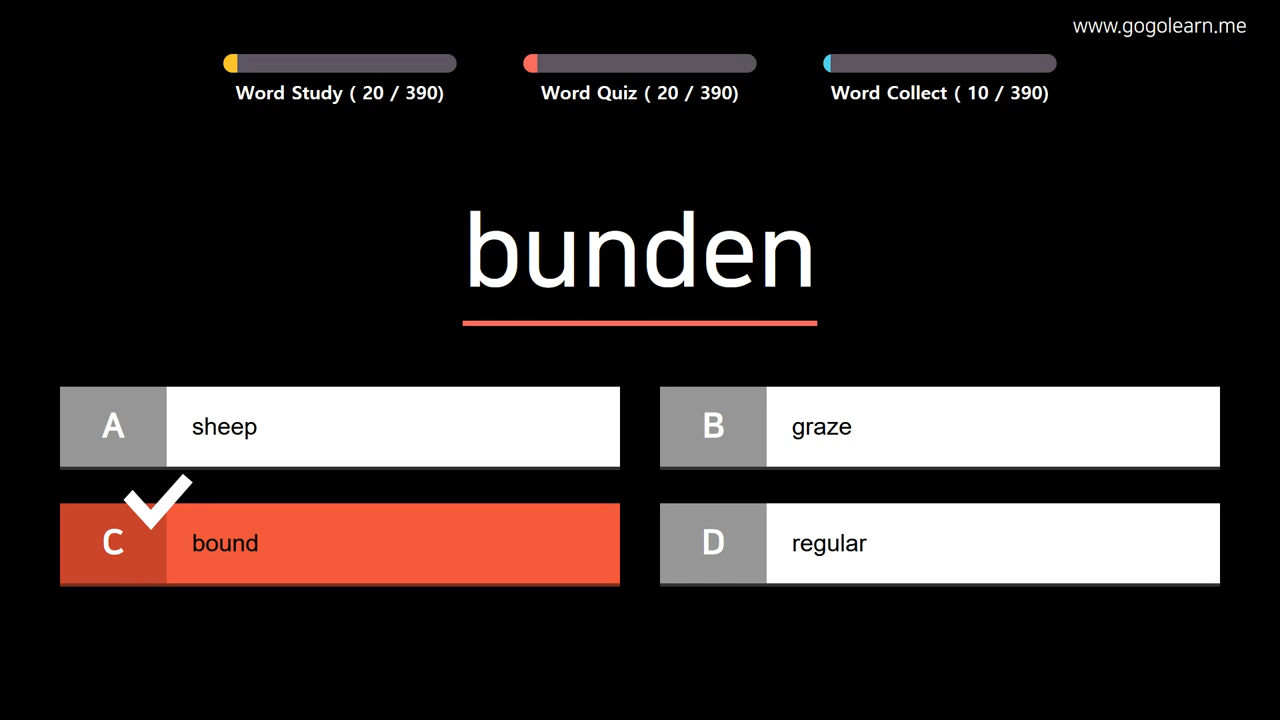 www.gogolearn.me
Word Study ( 20 / 390)
Word Quiz ( 20 / 390)
Word Collect ( 10 / 390)
bunden
A sheep
B graze
C bound
D regular